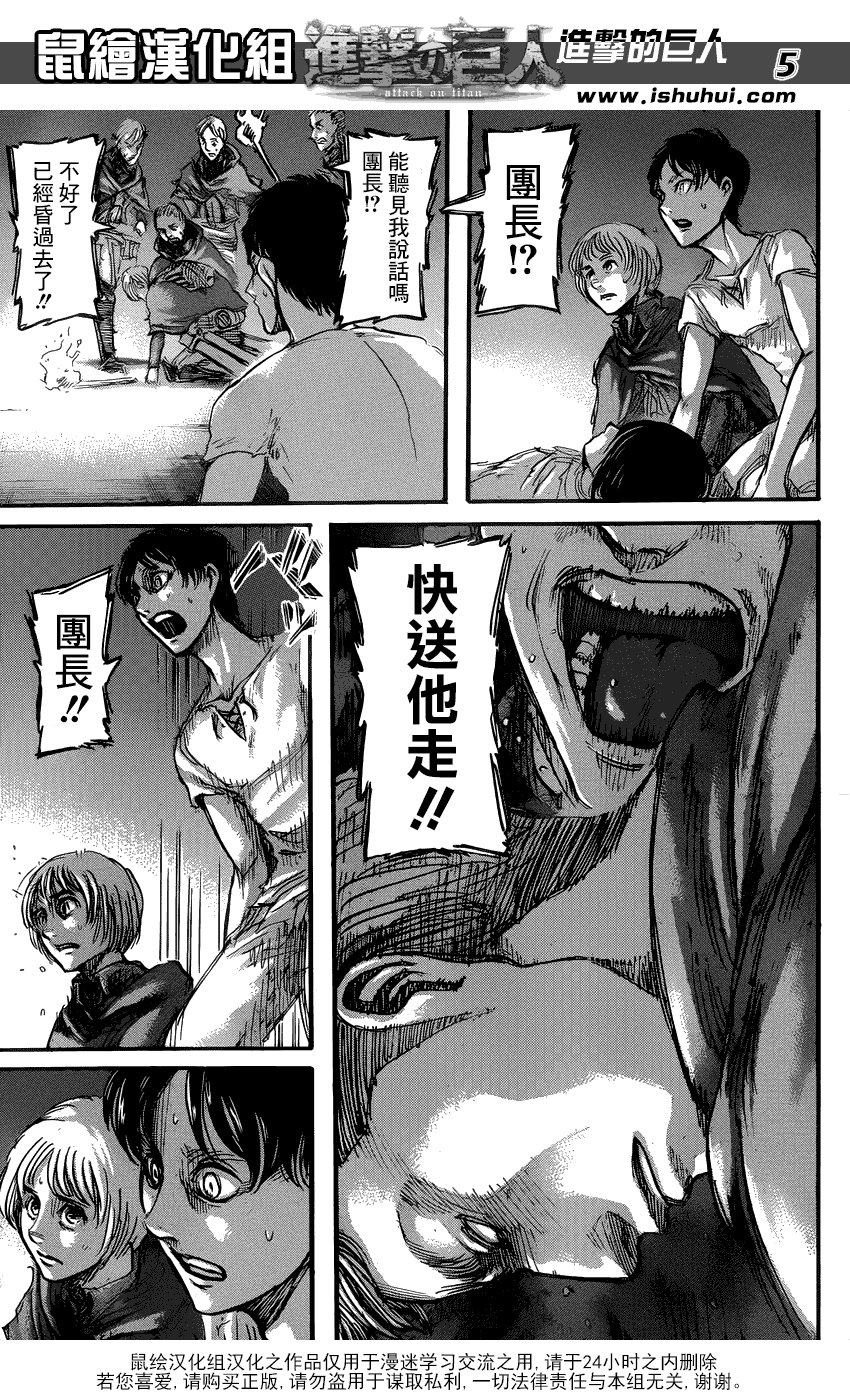 鼠繪漢化組
進撃の巨人
attack on titan
進擊的巨人
5
www.ishuhui.com
團長!?
能聽見我說話嗎
團長!?
不好了
已經昏過去了!!
快送他走!!
團長!!
鼠绘汉化组汉化之作品仅用于漫迷学习交流之用,请于24小时之内删除
若您喜爱,请购买正版,请勿盗用于谋取私利,一切法律责任与本组无关,谢谢。